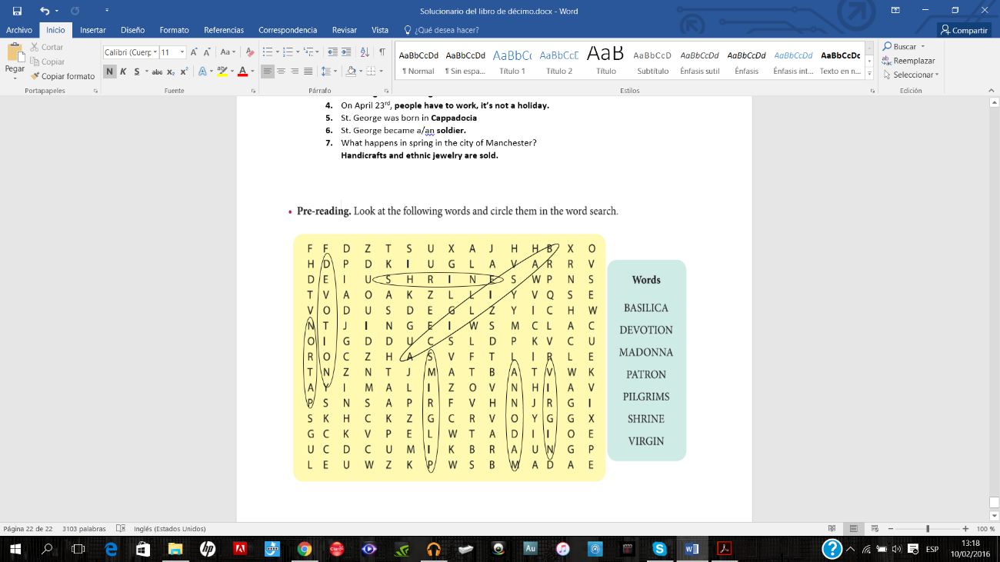 Solucionario del libro de décimo.docx - Word
Archivo Inicio Insertar Diseño Formato Referencias Correspondencia Revisar Vista ¿Qué desea hacer? Compartir
Pegar
Cortar
Copiar
Copiar formato
Portapapeles
Calibri (Cuerp 11
N K S abc x₂ x²
Fuente
Párrafo
AaBbCcDd AaBbCcDd AaBbCc AaBbCcD AaB AaBbCcD AaBbCcDd AaBbCcDd AaBbCcDd AaBbCcDc
¶ Normal ¶ Sin espa... Título 1 Título 2 Título Subtítulo Énfasis sutil Énfasis Énfasis int... Texto en n...
Estilos
Buscar
Reemplazar
Seleccionar
Edición
4. On April 23rd, people have to work, it's not a holiday.
5. St. George was born in Cappadocia
6. St. George became a/an soldier.
7. What happens in spring in the city of Manchester?
Handicrafts and ethnic jewelry are sold.
• Pre-reading. Look at the following words and circle them in the word search.
F F D Z T S U X A J H H B X O
H D P D K I U G L A V A R R V
D E I U S H R I N E S W P N S
T V A O A K Z L L I Y V Q S E
V O D U S D E G L Z Y I C H W
N T J I N G E I W S M C L A C
O I G D D U C S L D P K V C U
R O C Z H A S V F T L I R L E
T N Z N T J M A T B A T V W K
A Y I M A L I Z O V N H I A V
P S N S A P R F V H N J R G I
S K H C K Z G C R V O Y G G X
G C K V P E L W T A D I I O E
U C D C U M I K B R A U N G P
L E U W Z K P W S B M A D A E
Words
BASILICA
DEVOTION
MADONNA
PATRON
PILGRIMS
SHRINE
VIRGIN
Página 22 de 22 3103 palabras Inglés (Estados Unidos) 100 %
ESP
13:18
10/02/2016